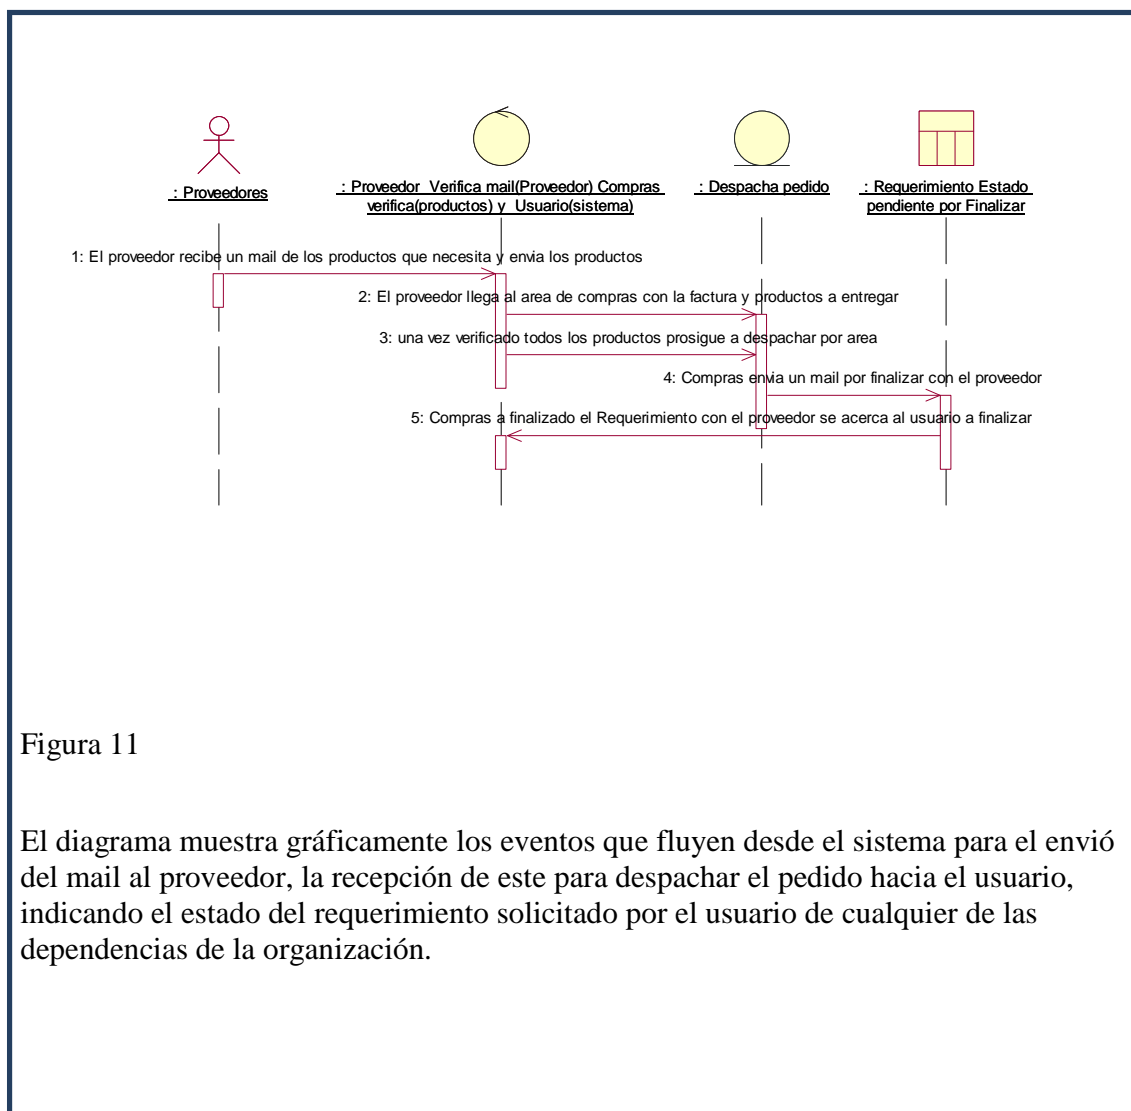 : Proveedores
: Proveedor Verifica mail(Proveedor) Compras
verifica(productos) y Usuario(sistema)
: Despacha pedido
: Requerimiento Estado
pendiente por Finalizar
1: El proveedor recibe un mail de los productos que necesita y envia los productos
2: El proveedor llega al area de compras con la factura y productos a entregar
3: una vez verificado todos los productos prosigue a despachar por area
4: Compras envia un mail por finalizar con el proveedor
5: Compras a finalizado el Requerimiento con el proveedor se acerca al usuario a finalizar
Figura 11
El diagrama muestra gráficamente los eventos que fluyen desde el sistema para el envió
del mail al proveedor, la recepción de este para despachar el pedido hacia el usuario,
indicando el estado del requerimiento solicitado por el usuario de cualquier de las
dependencias de la organización.